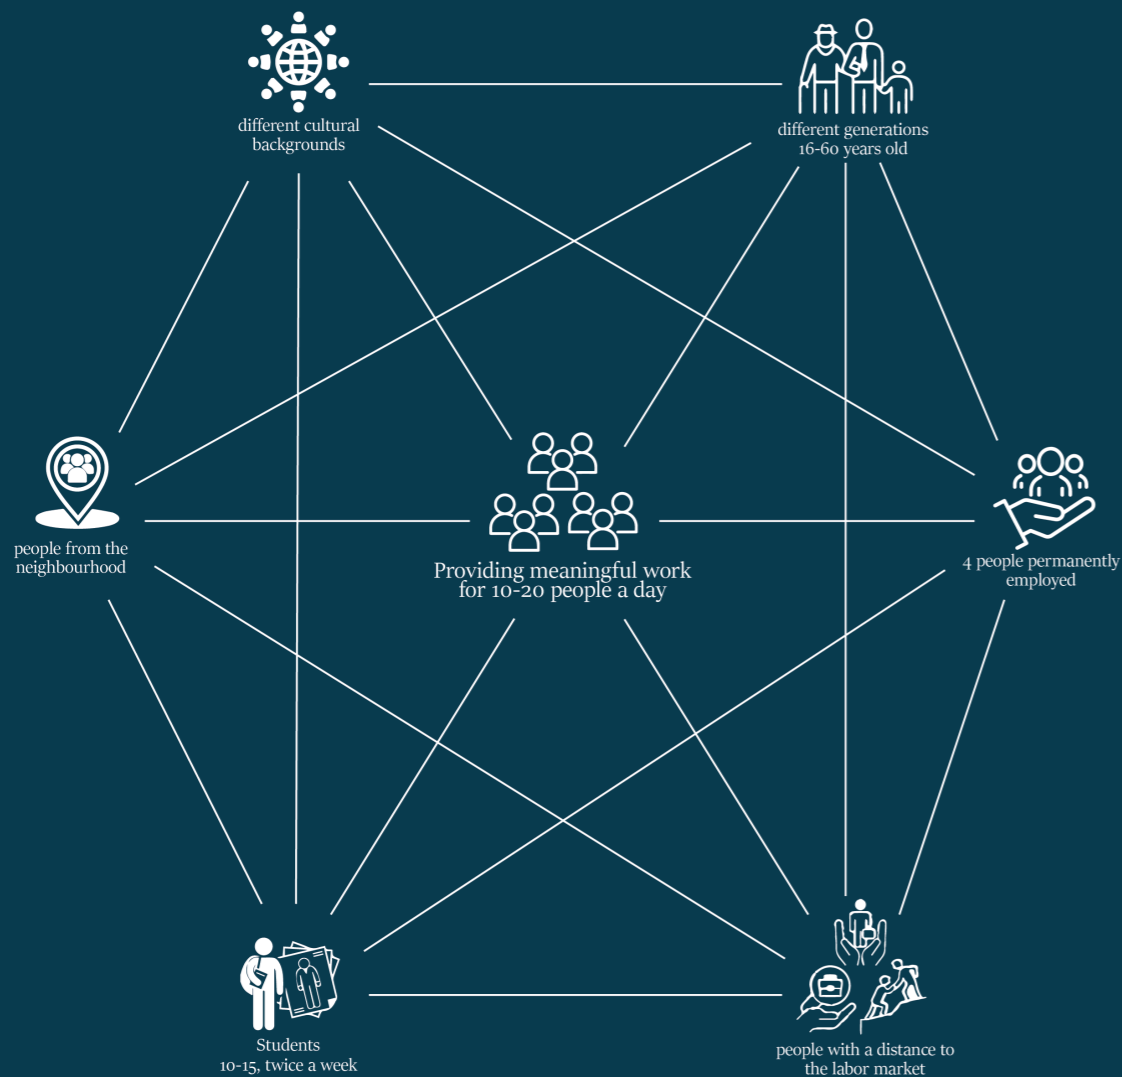 different cultural
backgrounds
different generations
16-60 years old
people from the
neighbourhood
Providing meaningful work
for 10-20 people a day
4 people permanently
employed
Students
10-15, twice a week
people with a distance to
the labor market